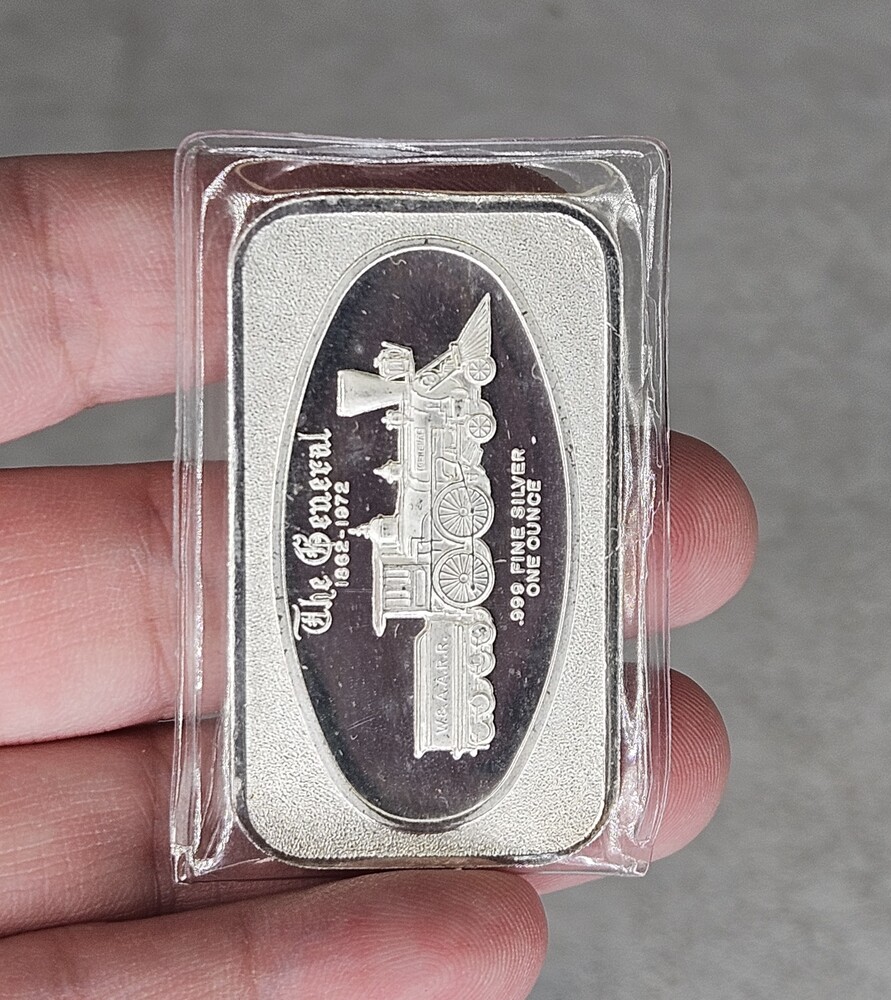 The General
1862-1972
W. & A. R.R.
.999 FINE SILVER
ONE OUNCE